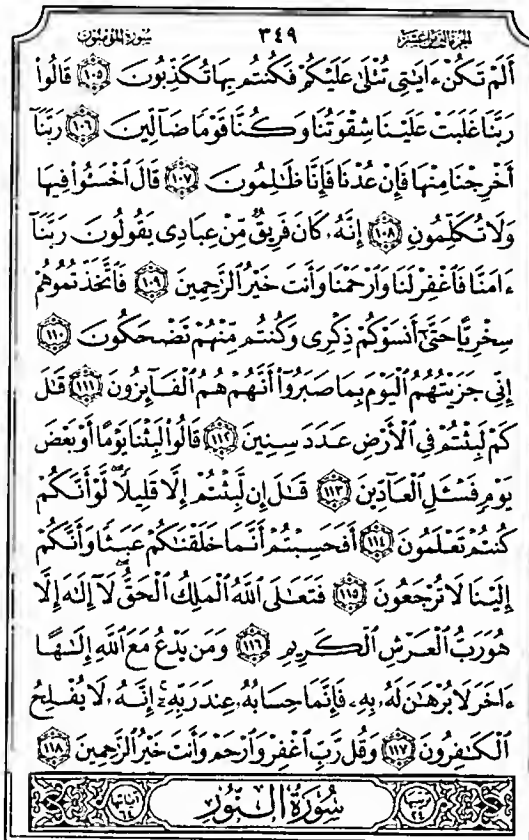 الجزء الثامن عشر ٣٤٩ سورة المؤمنون
أَلَمْ تَكُنْ ءَايَٰتِى تُتْلَىٰ عَلَيْكُمْ فَكُنتُم بِهَا تُكَذِّبُونَ ١٠٥ قَالُوا۟
رَبَّنَا غَلَبَتْ عَلَيْنَا شِقْوَتُنَا وَكُنَّا قَوْمًا ضَآلِّينَ ١٠٦ رَبَّنَآ
أَخْرِجْنَا مِنْهَا فَإِنْ عُدْنَا فَإِنَّا ظَٰلِمُونَ ١٠٧ قَالَ ٱخْسَـُٔوا۟ فِيهَا
وَلَا تُكَلِّمُونِ ١٠٨ إِنَّهُۥ كَانَ فَرِيقٌ مِّنْ عِبَادِى يَقُولُونَ رَبَّنَآ
ءَامَنَّا فَٱغْفِرْ لَنَا وَٱرْحَمْنَا وَأَنتَ خَيْرُ ٱلرَّٰحِمِينَ ١٠٩ فَٱتَّخَذْتُمُوهُمْ
سِخْرِيًّا حَتَّىٰٓ أَنسَوْكُمْ ذِكْرِى وَكُنتُم مِّنْهُمْ تَضْحَكُونَ ١١٠
إِنِّى جَزَيْتُهُمُ ٱلْيَوْمَ بِمَا صَبَرُوٓا۟ أَنَّهُمْ هُمُ ٱلْفَآئِزُونَ ١١١ قَٰلَ
كَمْ لَبِثْتُمْ فِى ٱلْأَرْضِ عَدَدَ سِنِينَ ١١٢ قَالُوا۟ لَبِثْنَا يَوْمًا أَوْ بَعْضَ
يَوْمٍ فَسْـَٔلِ ٱلْعَآدِّينَ ١١٣ قَٰلَ إِن لَّبِثْتُمْ إِلَّا قَلِيلًا لَّوْ أَنَّكُمْ
كُنتُمْ تَعْلَمُونَ ١١٤ أَفَحَسِبْتُمْ أَنَّمَا خَلَقْنَٰكُمْ عَبَثًا وَأَنَّكُمْ
إِلَيْنَا لَا تُرْجَعُونَ ١١٥ فَتَعَٰلَى ٱللَّهُ ٱلْمَلِكُ ٱلْحَقُّ لَآ إِلَٰهَ إِلَّا
هُوَ رَبُّ ٱلْعَرْشِ ٱلْكَرِيمِ ١١٦ وَمَن يَدْعُ مَعَ ٱللَّهِ إِلَٰهًا
ءَاخَرَ لَا بُرْهَٰنَ لَهُۥ بِهِۦ فَإِنَّمَا حِسَابُهُۥ عِندَ رَبِّهِۦٓ إِنَّهُۥ لَا يُفْلِحُ
ٱلْكَٰفِرُونَ ١١٧ وَقُل رَّبِّ ٱغْفِرْ وَٱرْحَمْ وَأَنتَ خَيْرُ ٱلرَّٰحِمِينَ ١١٨
ترتيبها ٢٤ سُورَةُ النُّورِ آياتها ٦٤